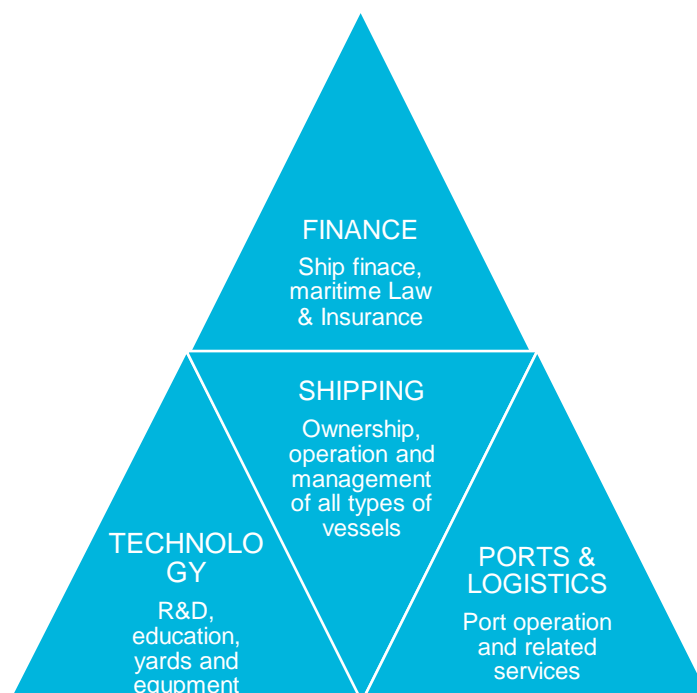 FINANCE
Ship finace,
maritime Law
& Insurance
SHIPPING
Ownership,
operation and
management
of all types of
vessels
TECHNOLO
GY
R&D,
education,
yards and
equpment
PORTS &
LOGISTICS
Port operation
and related
services